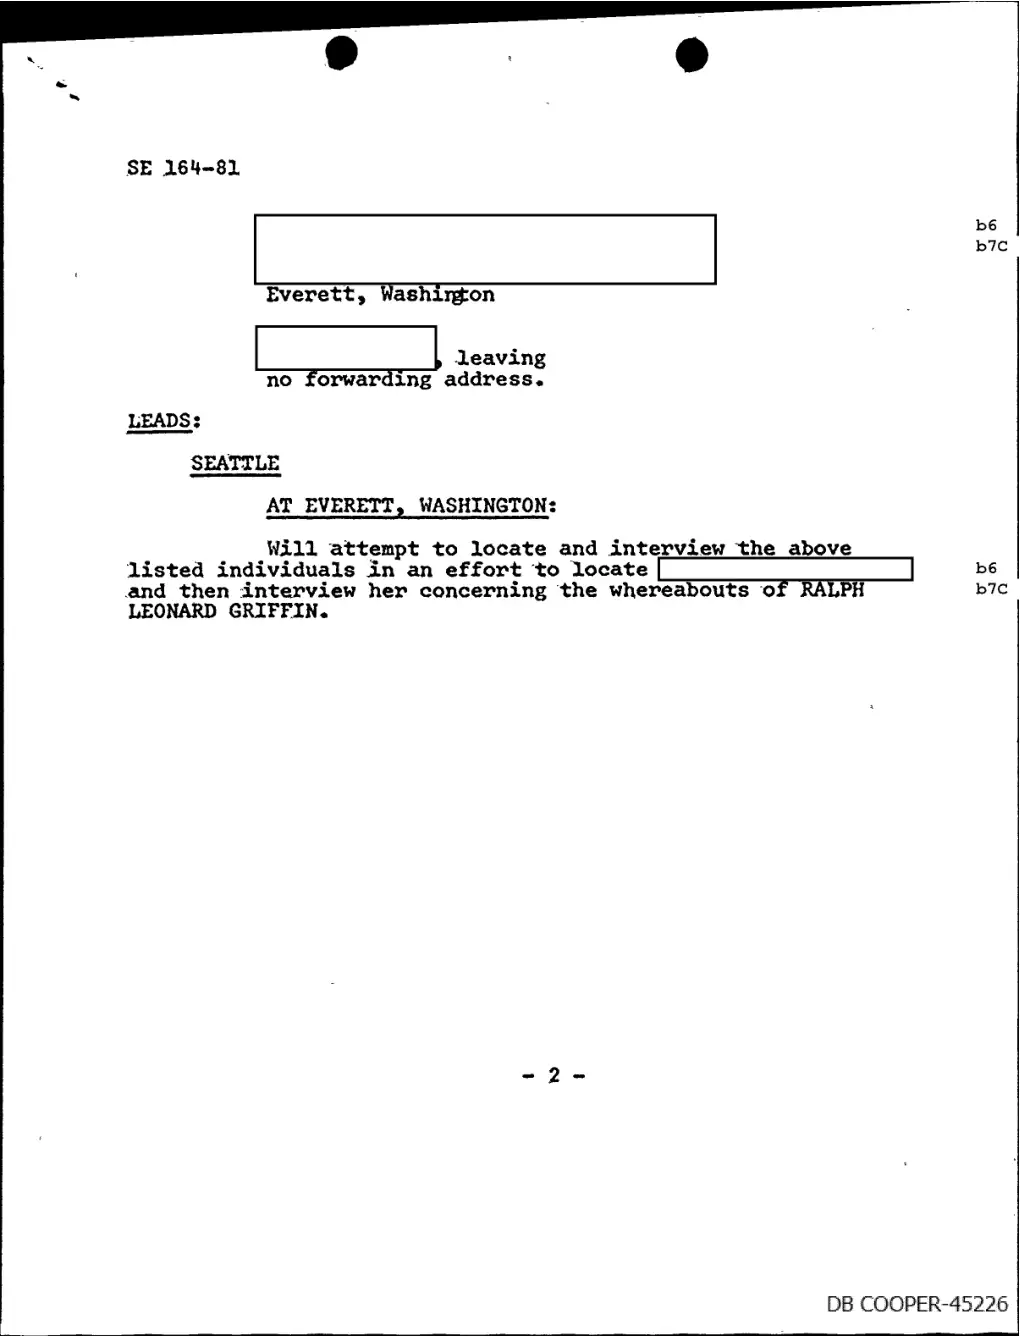 SE 164-81
b6
b7C
Everett, Washington
, leaving
no forwarding address.
LEADS:
SEATTLE
AT EVERETT, WASHINGTON:
Will attempt to locate and interview the above
listed individuals in an effort to locate
b6
and then interview her concerning the whereabouts of RALPH
b7C
LEONARD GRIFFIN.
- 2 -
DB COOPER-45226